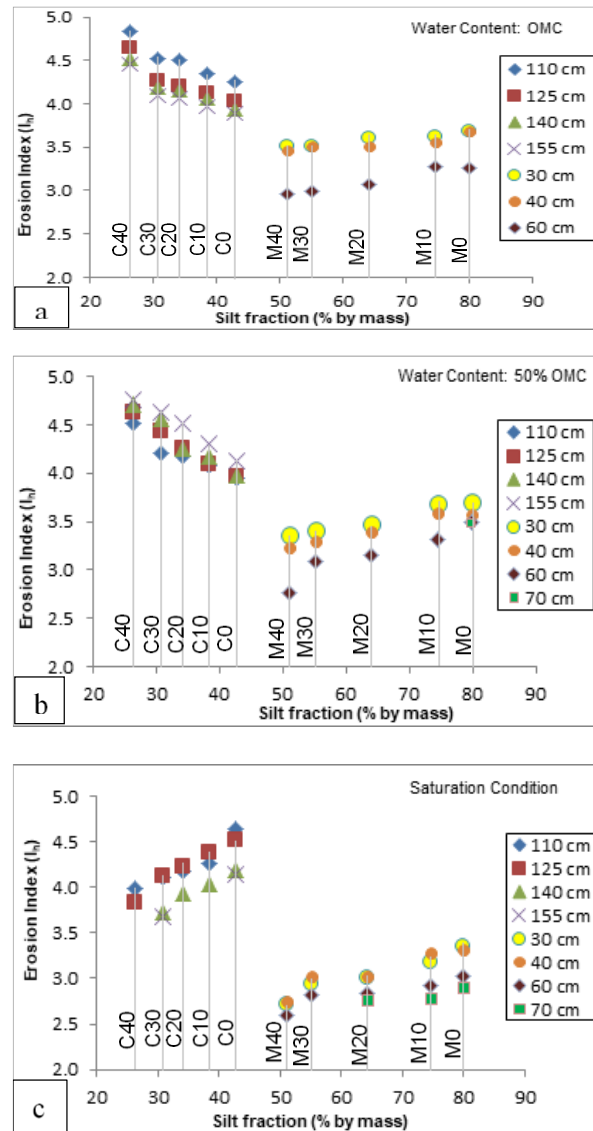 Water Content: OMC
5.0
4.5
4.0
3.5
3.0
2.5
2.0
Erosion Index (Iₕ)
110 cm
125 cm
140 cm
155 cm
30 cm
40 cm
60 cm
C40
C30
C20
C10
C0
M40
M30
M20
M10
M0
20 30 40 50 60 70 80 90
Silt fraction (% by mass)
a
Water Content: 50% OMC
5.0
4.5
4.0
3.5
3.0
2.5
2.0
Erosion Index (Iₕ)
110 cm
125 cm
140 cm
155 cm
30 cm
40 cm
60 cm
70 cm
C40
C30
C20
C10
C0
M40
M30
M20
M10
M0
20 30 40 50 60 70 80 90
Silt fraction (% by mass)
b
Saturation Condition
5.0
4.5
4.0
3.5
3.0
2.5
2.0
Erosion Index (Iₕ)
110 cm
125 cm
140 cm
155 cm
30 cm
40 cm
60 cm
70 cm
C40
C30
C20
C10
C0
M40
M30
M20
M10
M0
20 30 40 50 60 70 80 90
Silt fraction (% by mass)
c